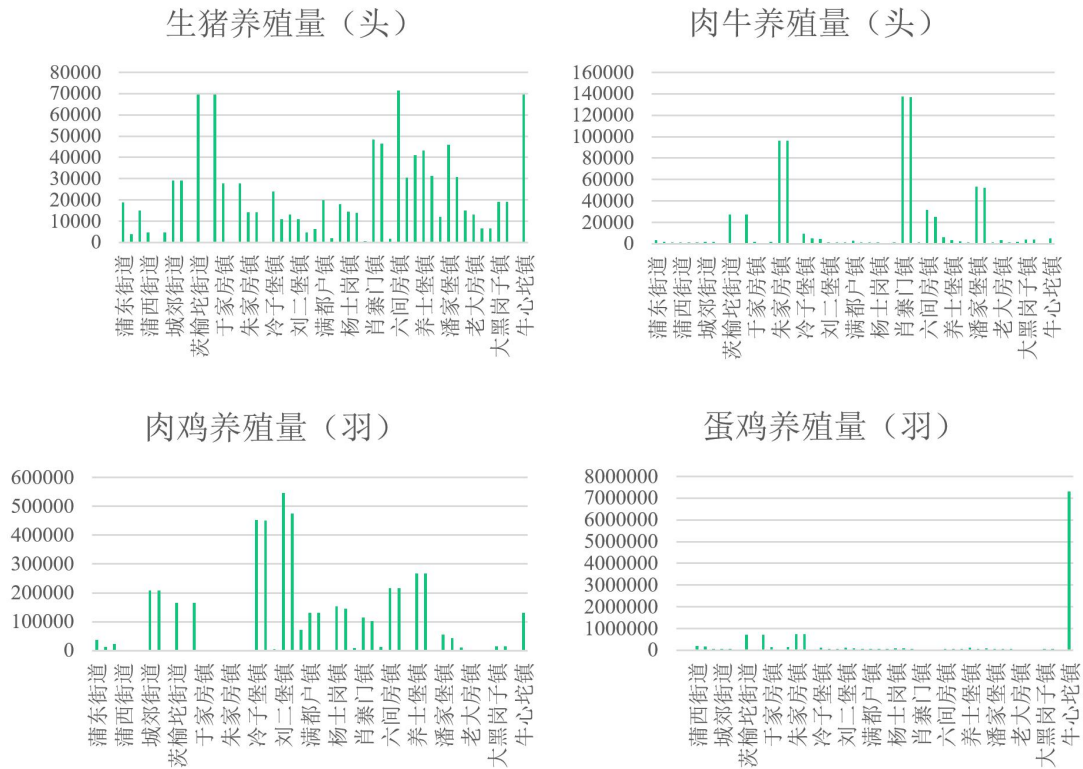 生猪养殖量（头）
80000
70000
60000
50000
40000
30000
20000
10000
0
蒲东街道
蒲西街道
城郊街道
茨榆坨街道
于家房镇
朱家房镇
冷子堡镇
刘二堡镇
满都户镇
杨士岗镇
肖寨门镇
六间房镇
养士堡镇
潘家堡镇
老大房镇
大黑岗子镇
牛心坨镇
肉牛养殖量（头）
160000
140000
120000
100000
80000
60000
40000
20000
0
蒲东街道
蒲西街道
城郊街道
茨榆坨街道
于家房镇
朱家房镇
冷子堡镇
刘二堡镇
满都户镇
杨士岗镇
肖寨门镇
六间房镇
养士堡镇
潘家堡镇
老大房镇
大黑岗子镇
牛心坨镇
肉鸡养殖量（羽）
600000
500000
400000
300000
200000
100000
0
蒲东街道
蒲西街道
城郊街道
茨榆坨街道
于家房镇
朱家房镇
冷子堡镇
刘二堡镇
满都户镇
杨士岗镇
肖寨门镇
六间房镇
养士堡镇
潘家堡镇
老大房镇
大黑岗子镇
牛心坨镇
蛋鸡养殖量（羽）
8000000
7000000
6000000
5000000
4000000
3000000
2000000
1000000
0
蒲西街道
城郊街道
茨榆坨街道
于家房镇
朱家房镇
冷子堡镇
刘二堡镇
满都户镇
杨士岗镇
肖寨门镇
六间房镇
养士堡镇
潘家堡镇
老大房镇
大黑岗子镇
牛心坨镇